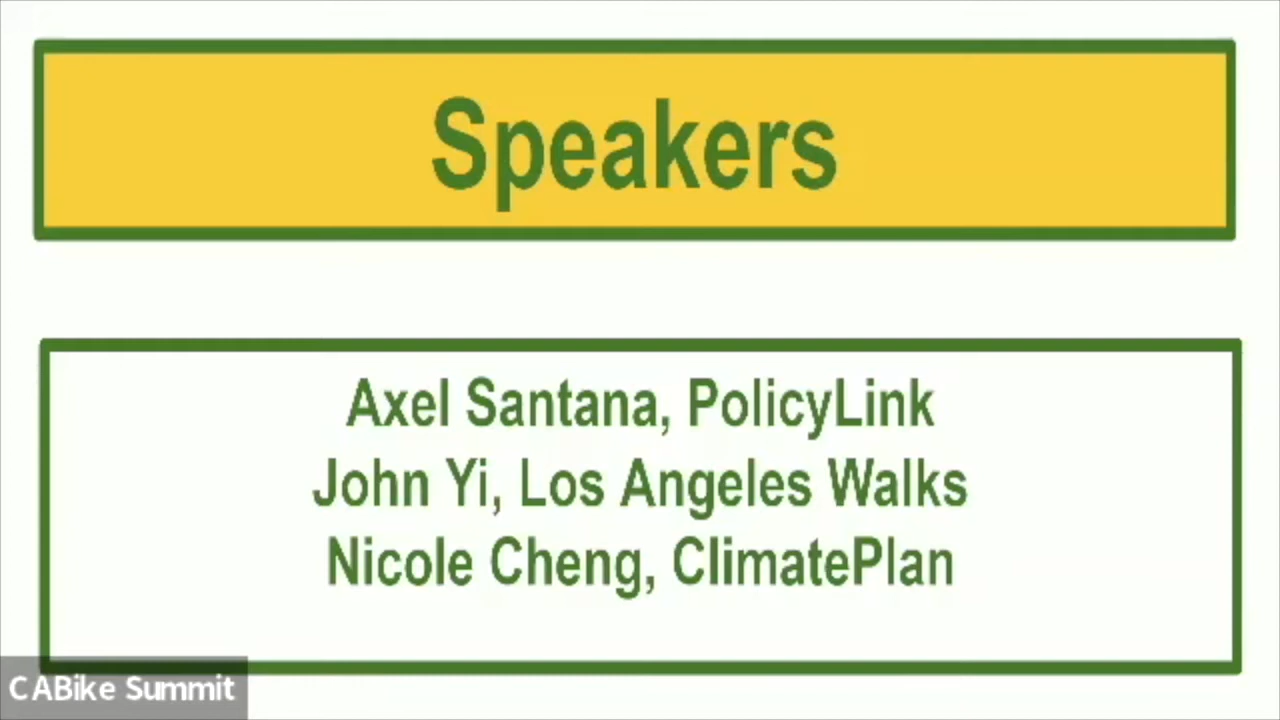 Speakers
Axel Santana, PolicyLink
John Yi, Los Angeles Walks
Nicole Cheng, ClimatePlan
CABike Summit